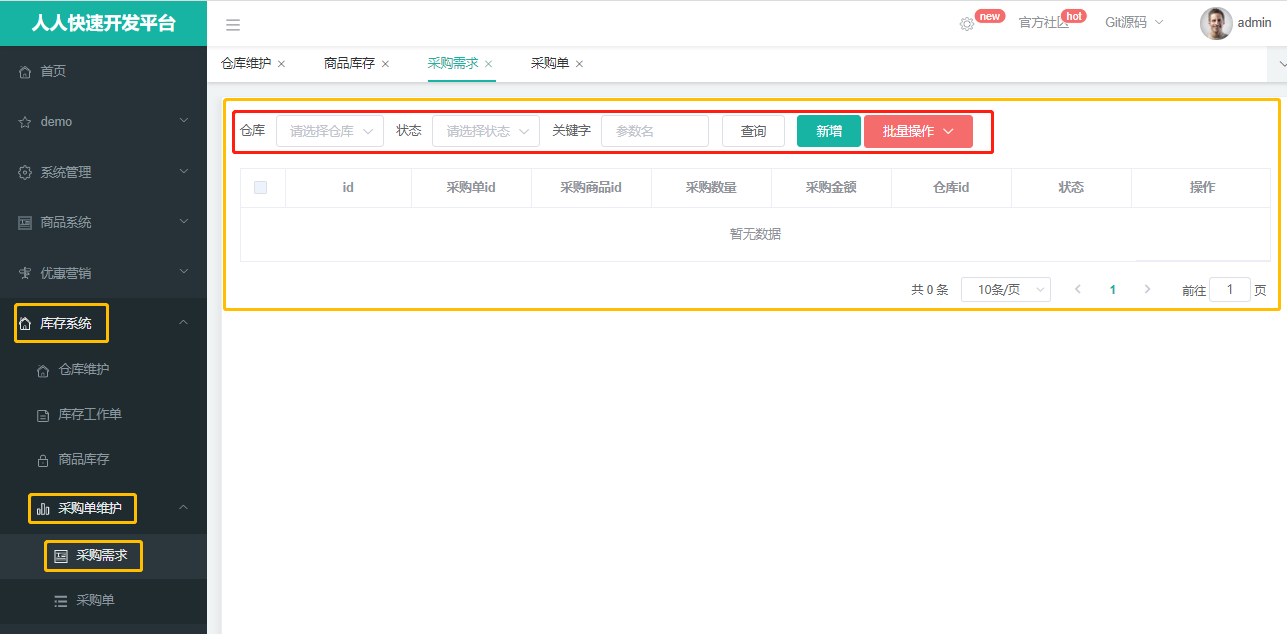 人人快速开发平台
new
官方社区
hot
Git源码
admin
首页
demo
系统管理
商品系统
优惠营销
库存系统
仓库维护
库存工作单
商品库存
采购单维护
采购需求
采购单
仓库维护 × 商品库存 × 采购需求 × 采购单 ×
仓库 请选择仓库 状态 请选择状态 关键字 参数名 查询 新增 批量操作
id 采购单id 采购商品id 采购数量 采购金额 仓库id 状态 操作
暂无数据
共 0 条 10条/页 1 前往 1 页